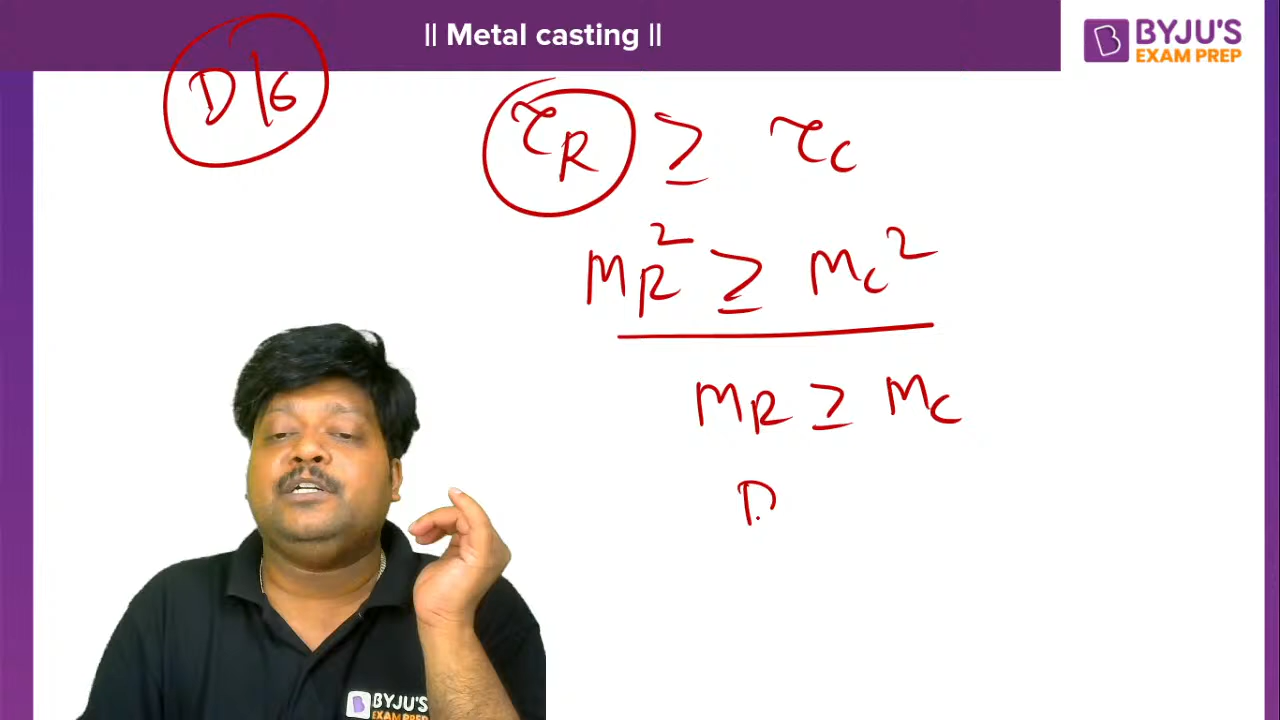 || Metal casting ||
BYJU'S
EXAM PREP
D/6
τR ≥ τc
MR² ≥ Mc²
MR ≥ Mc
D
BYJU'S
EXAM PREP